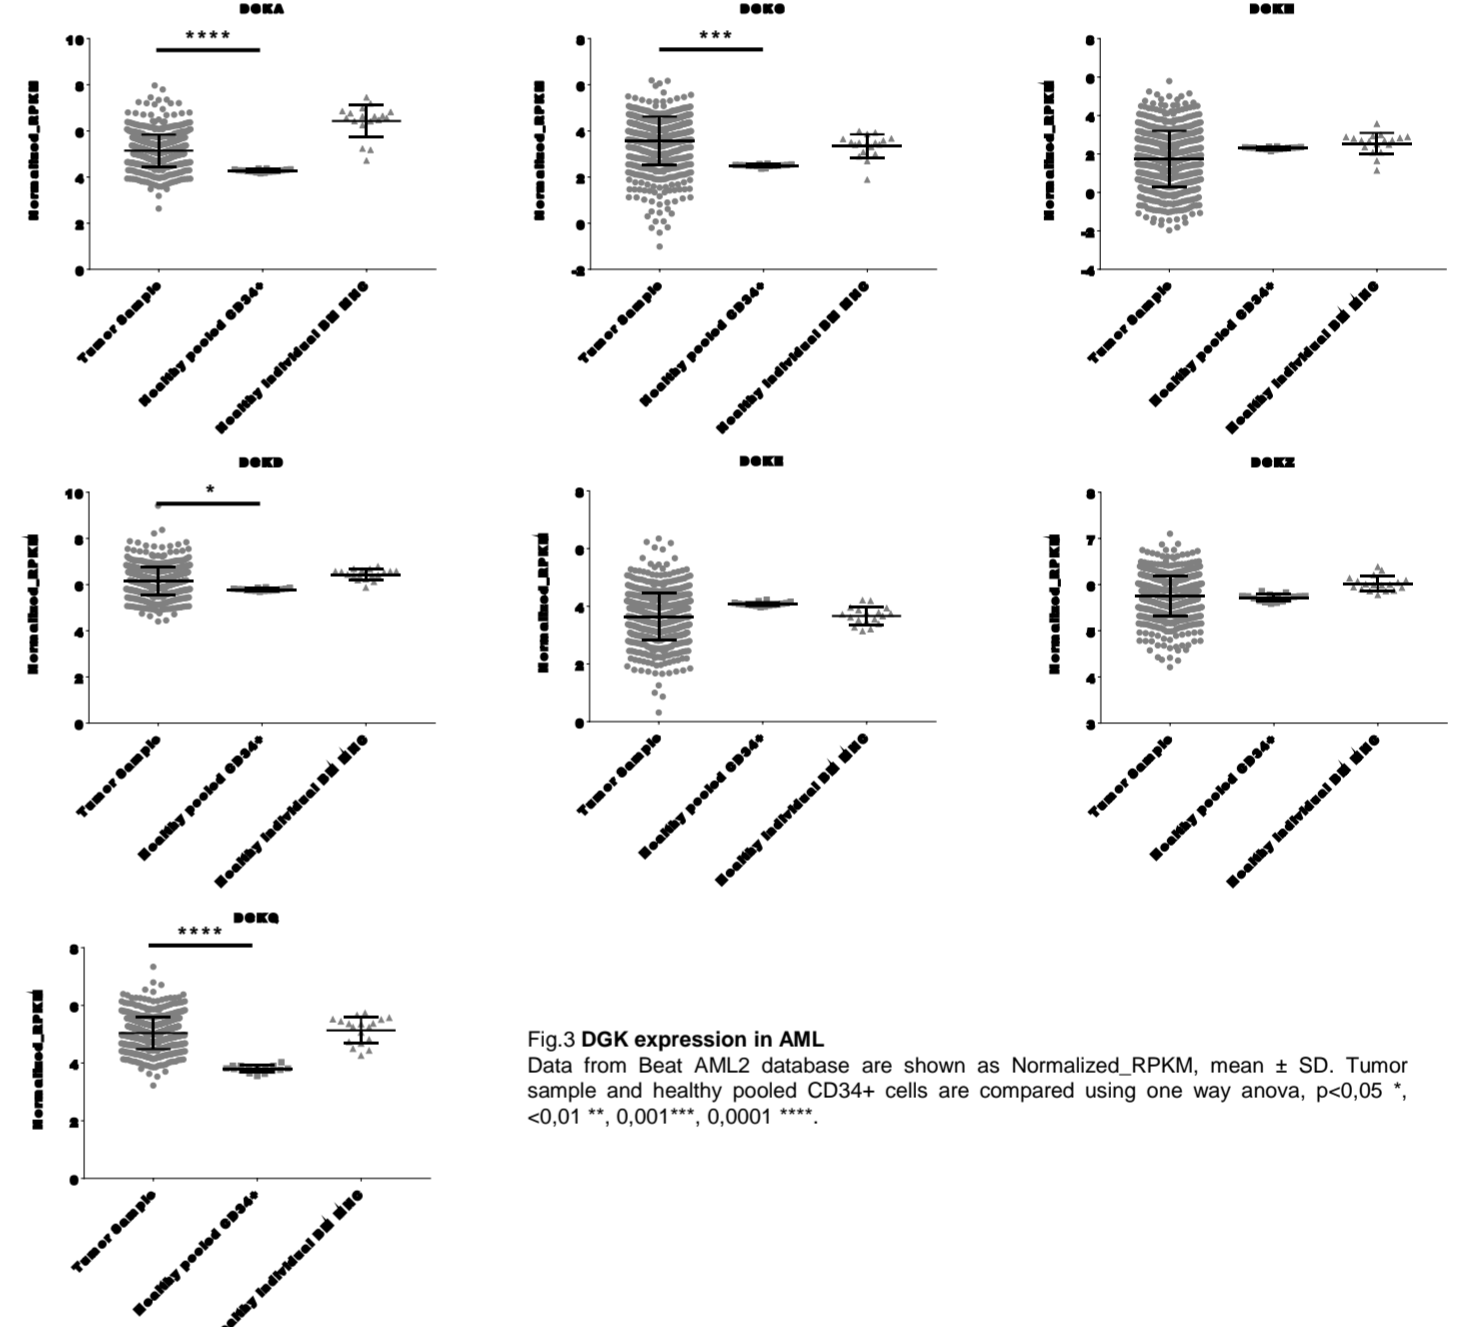 DGKA
DGKG
DGKH
****
***
10
8
6
4
2
0
Normalized_RPKM
8
6
4
2
0
-2
Normalized_RPKM
8
6
4
2
0
-2
-4
Normalized_RPKM
Tumor Sample
Healthy pooled CD34+
Healthy Individual BM MNC
Tumor Sample
Healthy pooled CD34+
Healthy Individual BM MNC
Tumor Sample
Healthy pooled CD34+
Healthy Individual BM MNC
DGKD
DGKE
DGKZ
*
10
8
6
4
2
0
Normalized_RPKM
8
6
4
2
0
Normalized_RPKM
8
7
6
5
4
3
Normalized_RPKM
Tumor Sample
Healthy pooled CD34+
Healthy Individual BM MNC
Tumor Sample
Healthy pooled CD34+
Healthy Individual BM MNC
Tumor Sample
Healthy pooled CD34+
Healthy Individual BM MNC
DGKQ
****
8
6
4
2
0
Normalized_RPKM
Tumor Sample
Healthy pooled CD34+
althy Individual BM MNC
Fig.3 DGK expression in AML
Data from Beat AML2 database are shown as Normalized_RPKM, mean ± SD. Tumor
sample and healthy pooled CD34+ cells are compared using one way anova, p<0,05 *,
<0,01 **, 0,001***, 0,0001 ****.